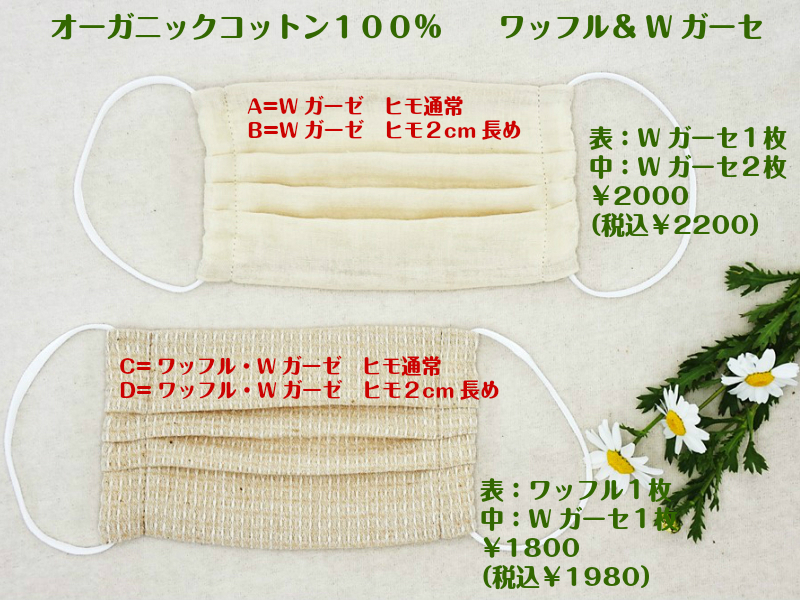 オーガニックコットン１００％　ワッフル＆Wガーセ
A=Wガーゼ　ヒモ通常
B=Wガーゼ　ヒモ２cm長め
表：Wガーセ１枚
中：Wガーセ２枚
￥2000
(税込￥2200)
C=ワッフル・Wガーゼ　ヒモ通常
D=ワッフル・Wガーゼ　ヒモ２cm長め
表：ワッフル１枚
中：Wガーセ１枚
￥1800
(税込￥1980)